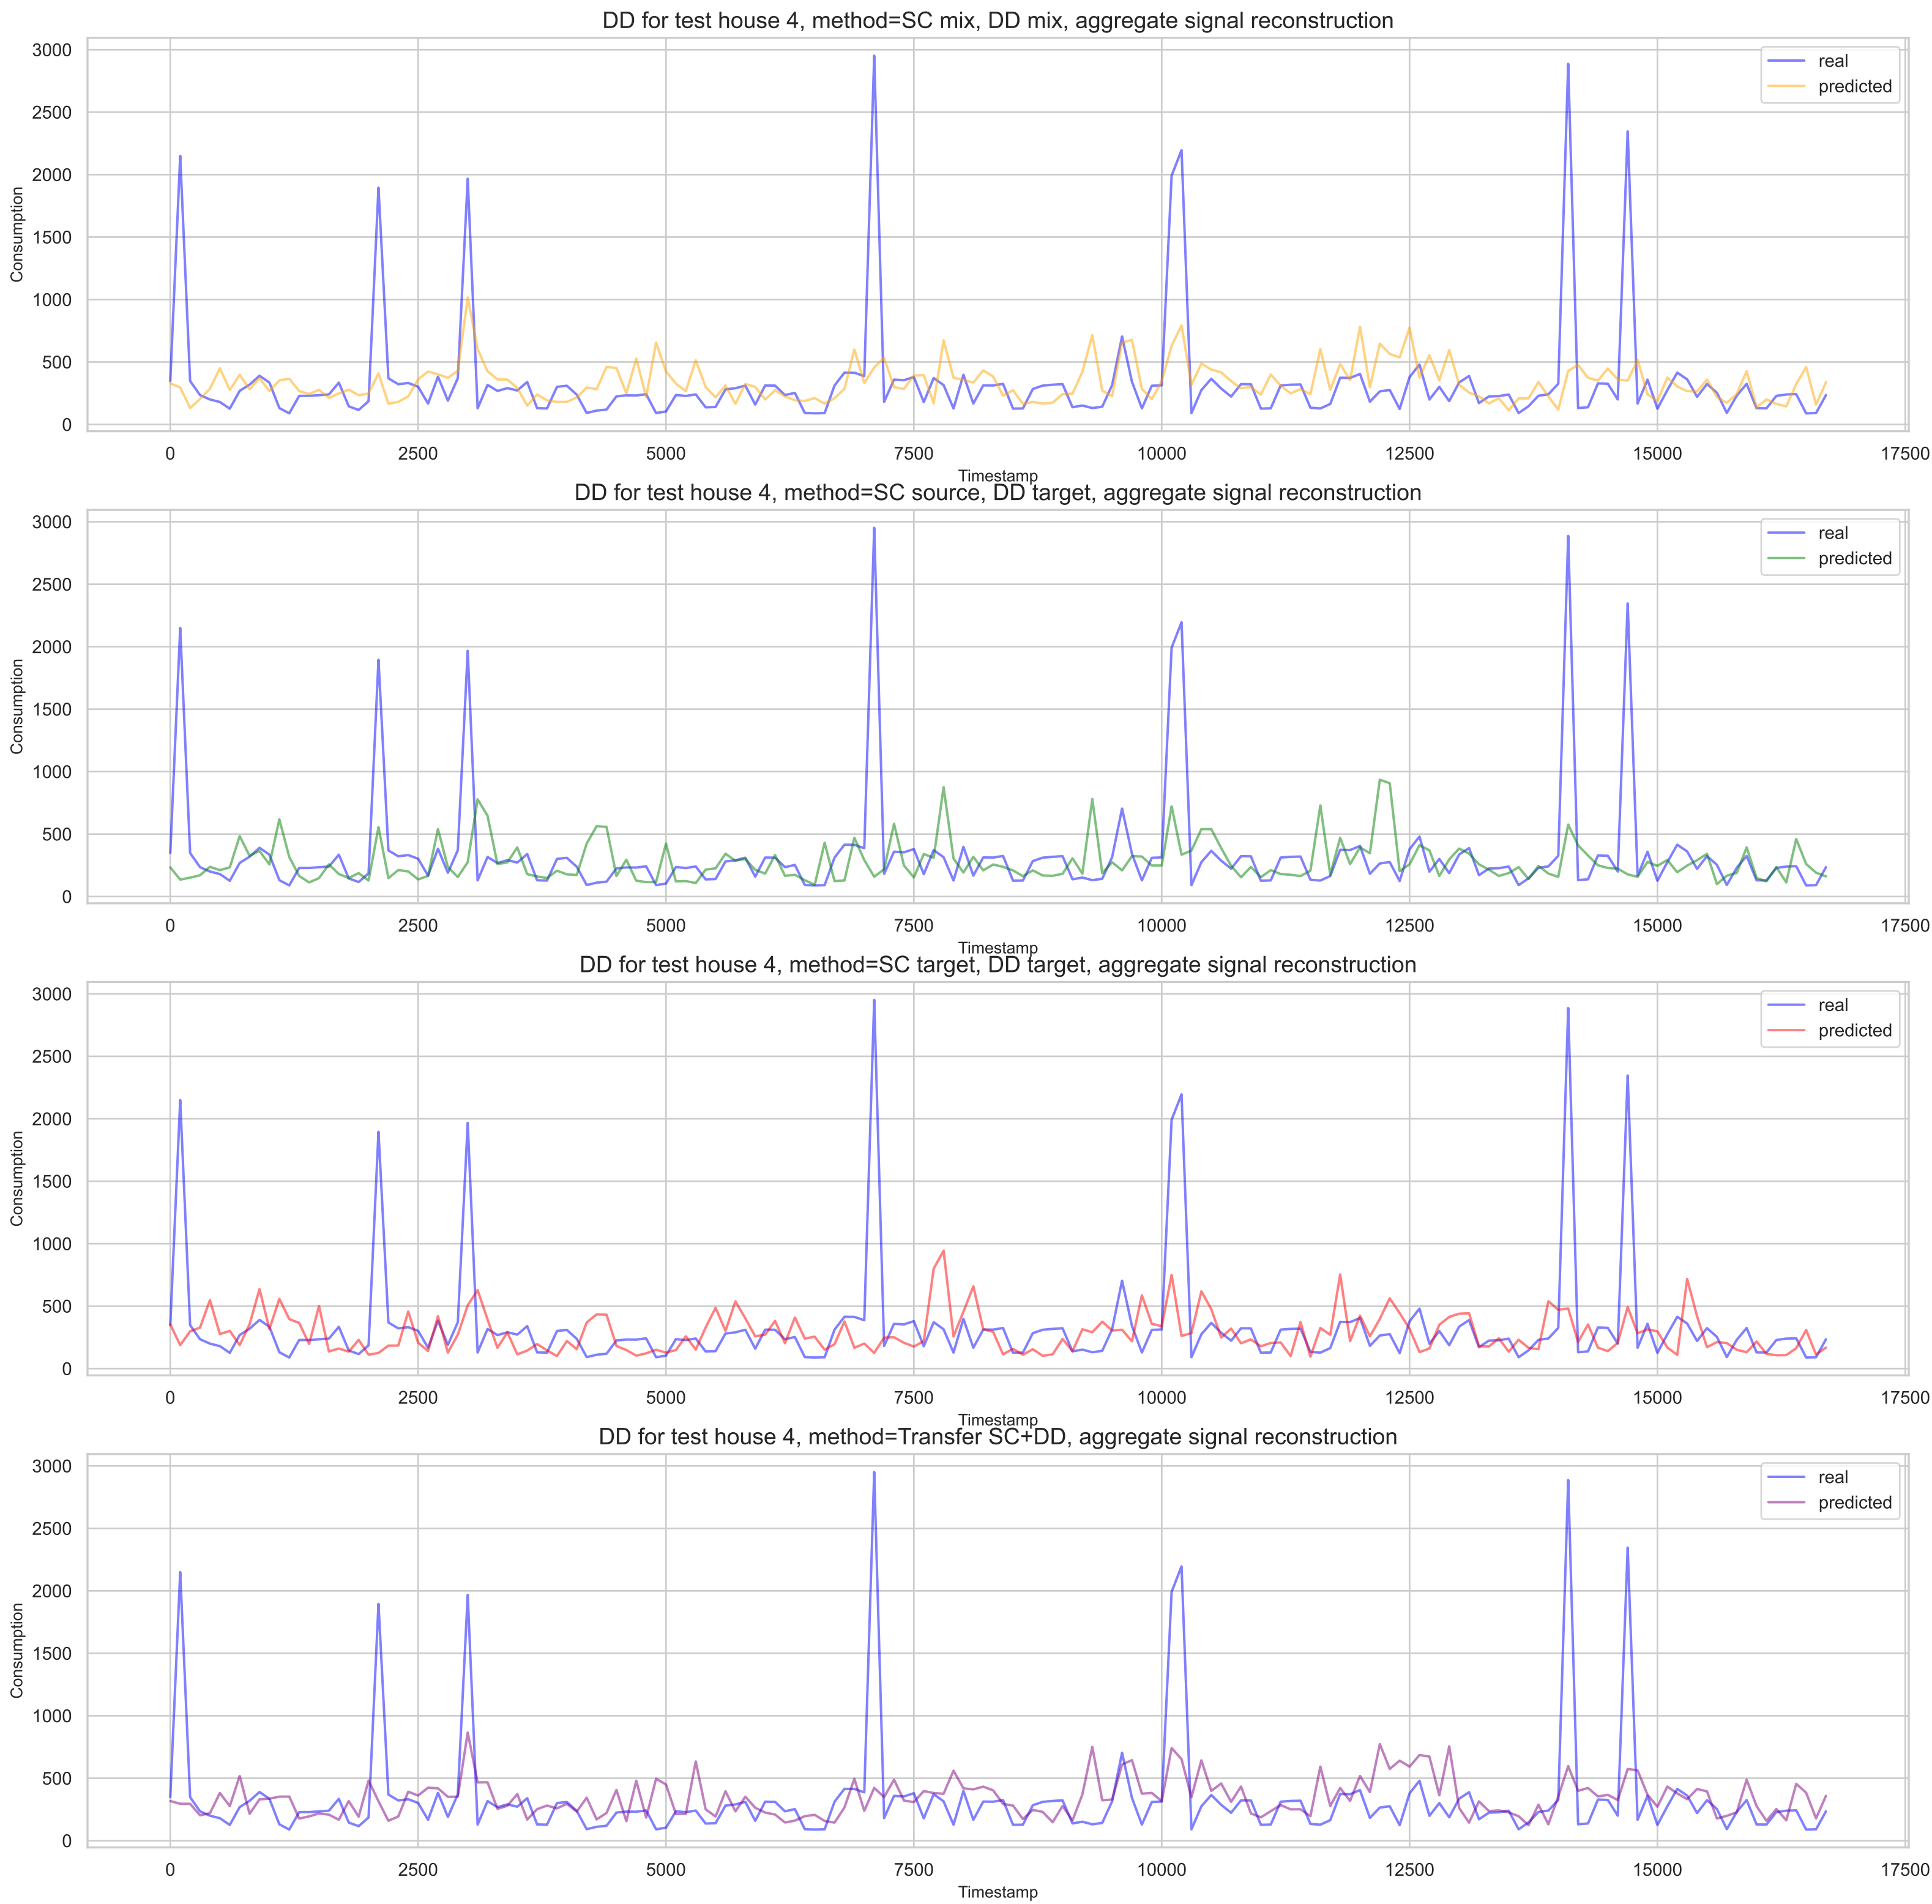 DD for test house 4, method=SC mix, DD mix, aggregate signal reconstruction
3000
2500
2000
1500
1000
500
0
Consumption
real
predicted
0 2500 5000 7500 10000 12500 15000 17500
Timestamp
DD for test house 4, method=SC source, DD target, aggregate signal reconstruction
3000
2500
2000
1500
1000
500
0
Consumption
real
predicted
0 2500 5000 7500 10000 12500 15000 17500
Timestamp
DD for test house 4, method=SC target, DD target, aggregate signal reconstruction
3000
2500
2000
1500
1000
500
0
Consumption
real
predicted
0 2500 5000 7500 10000 12500 15000 17500
Timestamp
DD for test house 4, method=Transfer SC+DD, aggregate signal reconstruction
3000
2500
2000
1500
1000
500
0
Consumption
real
predicted
0 2500 5000 7500 10000 12500 15000 17500
Timestamp